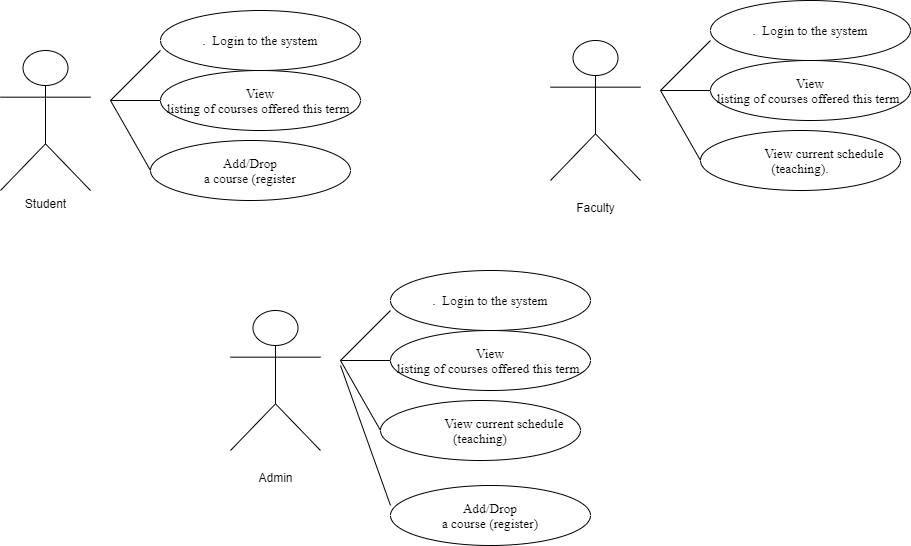 . Login to the system
View
listing of courses offered this term
Add/Drop
a course (register
Student
. Login to the system
View
listing of courses offered this term
View current schedule
(teaching).
Faculty
. Login to the system
View
listing of courses offered this term
View current schedule
(teaching)
Add/Drop
a course (register)
Admin